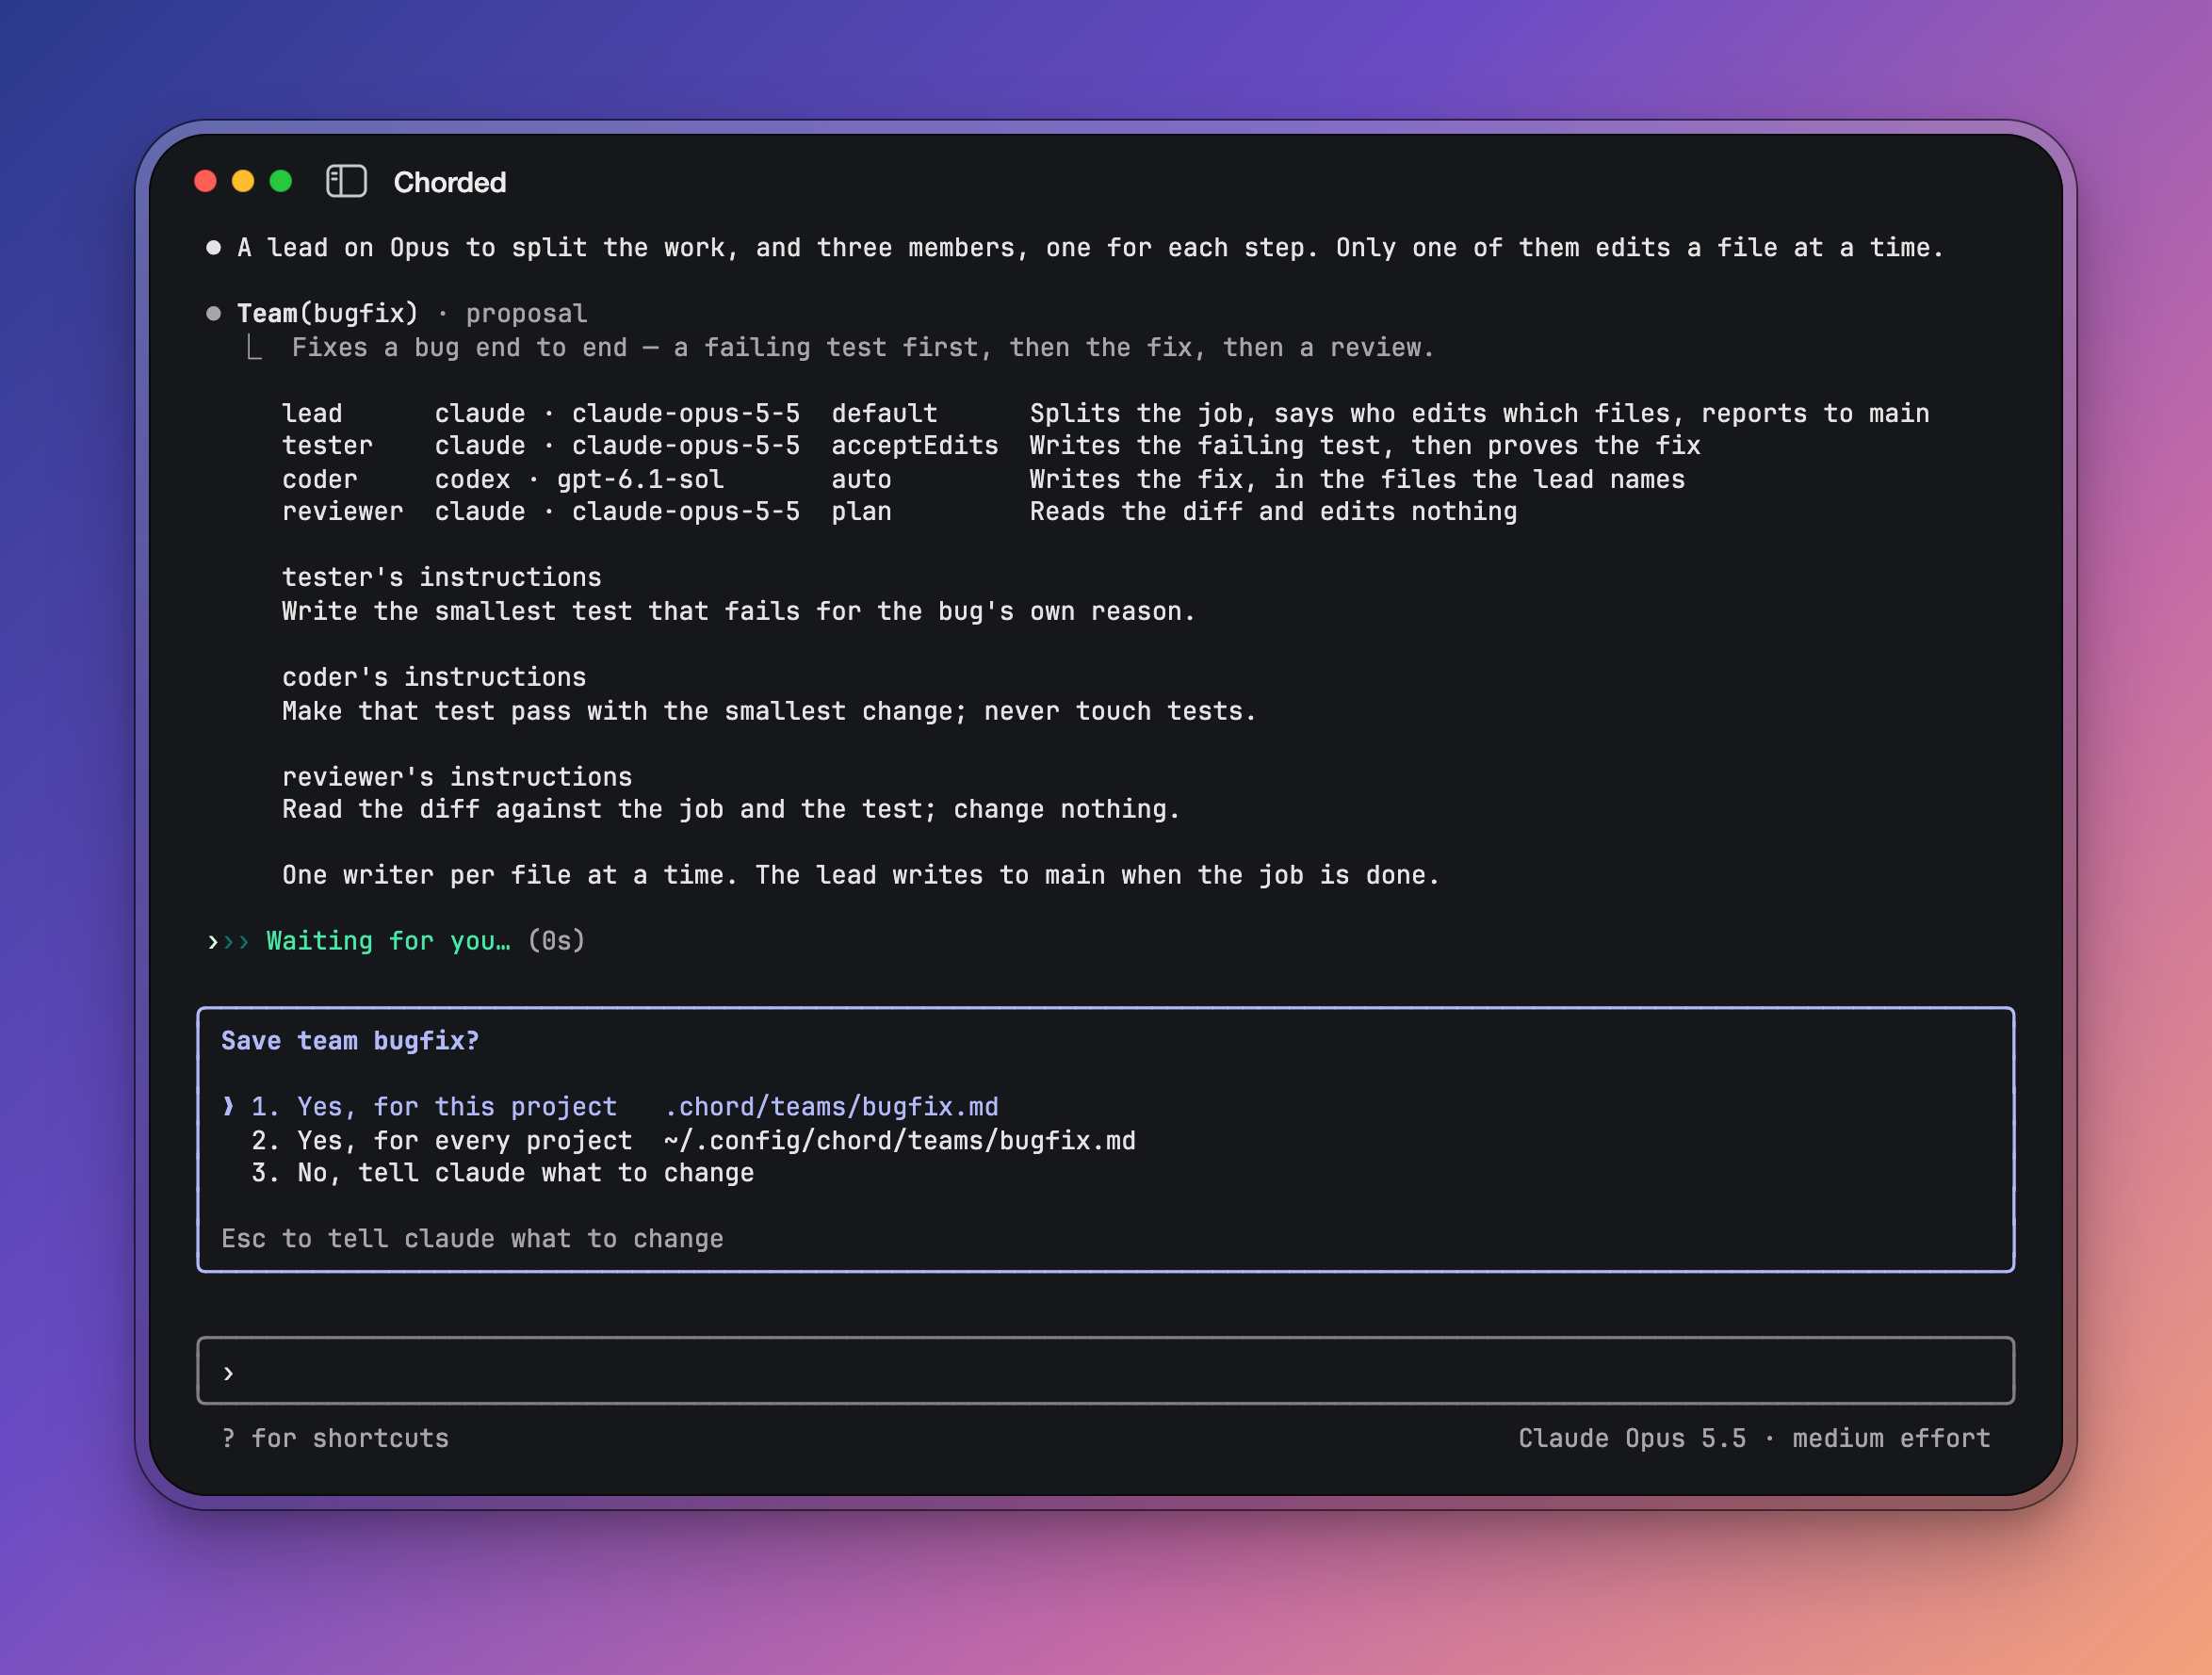 Chorded
● A lead on Opus to split the work, and three members, one for each step. Only one of them edits a file at a time.
● Team(bugfix) · proposal
⎿  Fixes a bug end to end — a failing test first, then the fix, then a review.
lead      claude · claude-opus-5-5  default      Splits the job, says who edits which files, reports to main
tester    claude · claude-opus-5-5  acceptEdits  Writes the failing test, then proves the fix
coder     codex · gpt-6.1-sol       auto         Writes the fix, in the files the lead names
reviewer  claude · claude-opus-5-5  plan         Reads the diff and edits nothing
tester's instructions
Write the smallest test that fails for the bug's own reason.
coder's instructions
Make that test pass with the smallest change; never touch tests.
reviewer's instructions
Read the diff against the job and the test; change nothing.
One writer per file at a time. The lead writes to main when the job is done.
››› Waiting for you… (0s)
Save team bugfix?
❯ 1. Yes, for this project   .chord/teams/bugfix.md
2. Yes, for every project  ~/.config/chord/teams/bugfix.md
3. No, tell claude what to change
Esc to tell claude what to change
›
? for shortcuts
Claude Opus 5.5 · medium effort